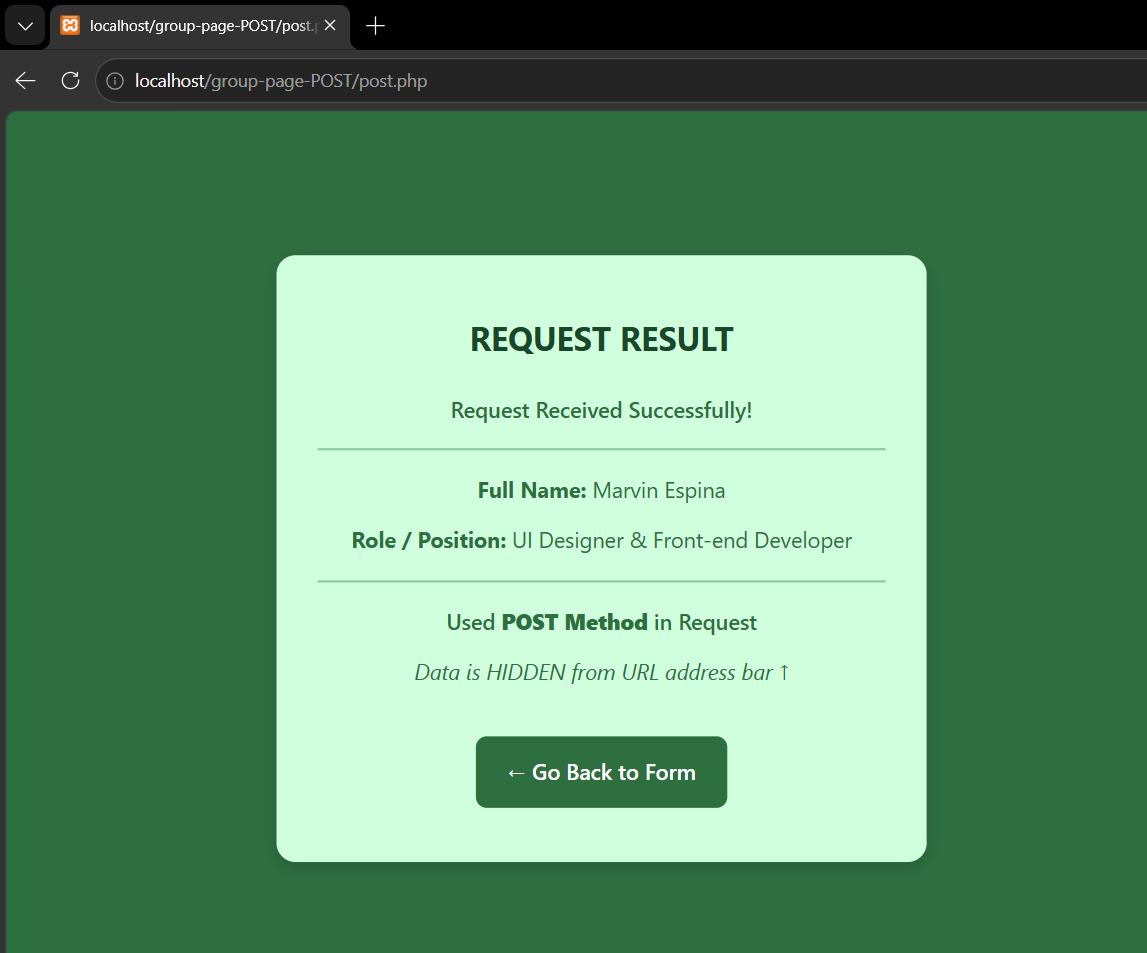 localhost/group-page-POST/post.
localhost/group-page-POST/post.php
REQUEST RESULT
Request Received Successfully!
Full Name: Marvin Espina
Role / Position: UI Designer & Front-end Developer
Used POST Method in Request
Data is HIDDEN from URL address bar ↑
← Go Back to Form